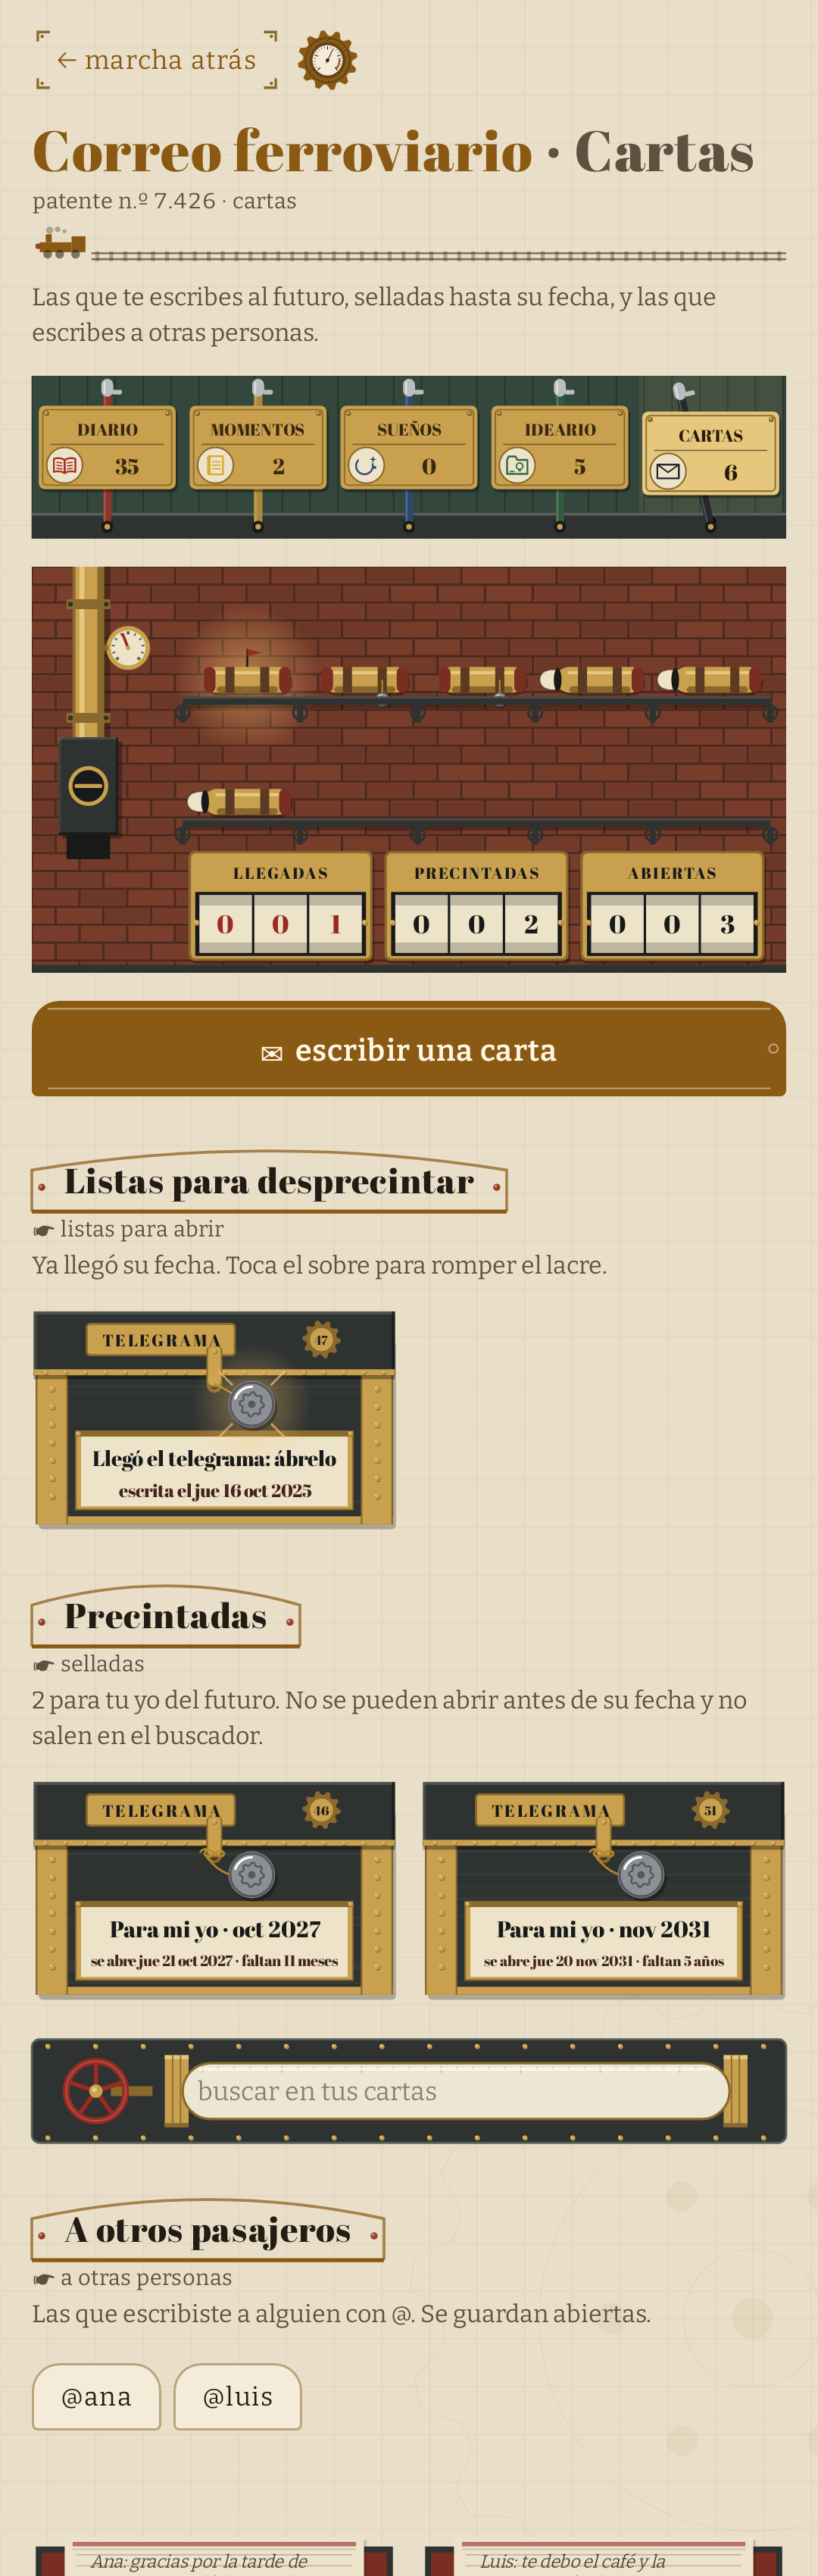 ← marcha atrás
Correo ferroviario · Cartas
patente n.º 7.426 · cartas
Las que te escribes al futuro, selladas hasta su fecha, y las que
escribes a otras personas.
DIARIO
35
MOMENTOS
2
SUEÑOS
0
IDEARIO
5
CARTAS
6
LLEGADAS
0 0 1
PRECINTADAS
0 0 2
ABIERTAS
0 0 3
✉ escribir una carta
Listas para desprecintar
☛ listas para abrir
Ya llegó su fecha. Toca el sobre para romper el lacre.
TELEGRAMA
47
Llegó el telegrama: ábrelo
escrita el jue 16 oct 2025
Precintadas
☛ selladas
2 para tu yo del futuro. No se pueden abrir antes de su fecha y no
salen en el buscador.
TELEGRAMA
46
Para mi yo · oct 2027
se abre jue 21 oct 2027 · faltan 11 meses
TELEGRAMA
51
Para mi yo · nov 2031
se abre jue 20 nov 2031 · faltan 5 años
buscar en tus cartas
A otros pasajeros
☛ a otras personas
Las que escribiste a alguien con @. Se guardan abiertas.
@ana
@luis
Ana: gracias por la tarde de
Luis: te debo el café y la